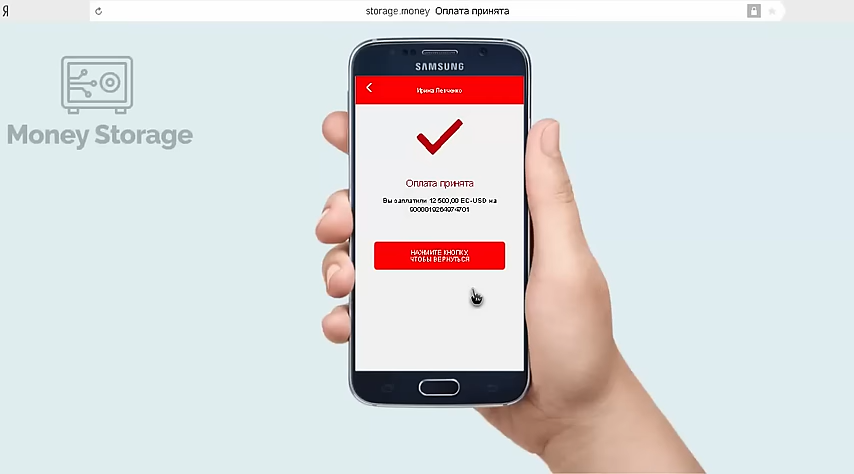 Я
storage.money Оплата принята
Money Storage
SAMSUNG
Ирина Левченко
Оплата принята
Вы заплатили 12 500,00 EC-USD на
НАЖМИТЕ КНОПКУ,
ЧТОБЫ ВЕРНУТЬСЯ